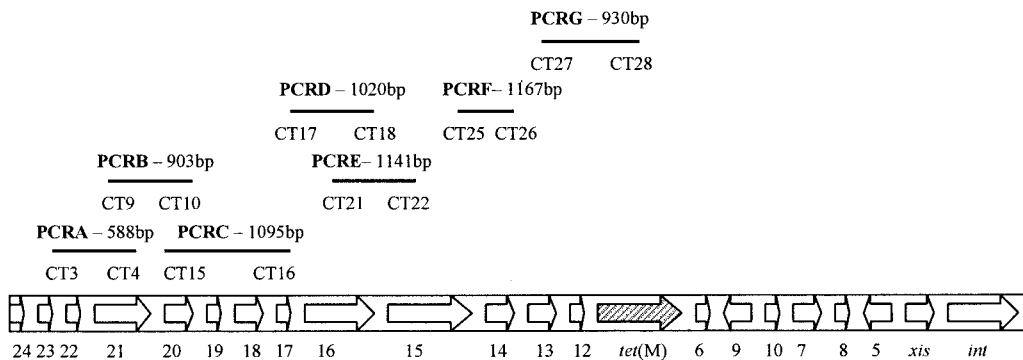 PCRG – 930bp
CT27 CT28
PCRD – 1020bp PCRF– 1167bp
CT17 CT18 CT25 CT26
PCRB – 903bp PCRE– 1141bp
CT9 CT10 CT21 CT22
PCRA – 588bp PCRC – 1095bp
CT3 CT4 CT15 CT16
24 23 22 21 20 19 18 17 16 15 14 13 12 tet(M) 6 9 10 7 8 5 xis int